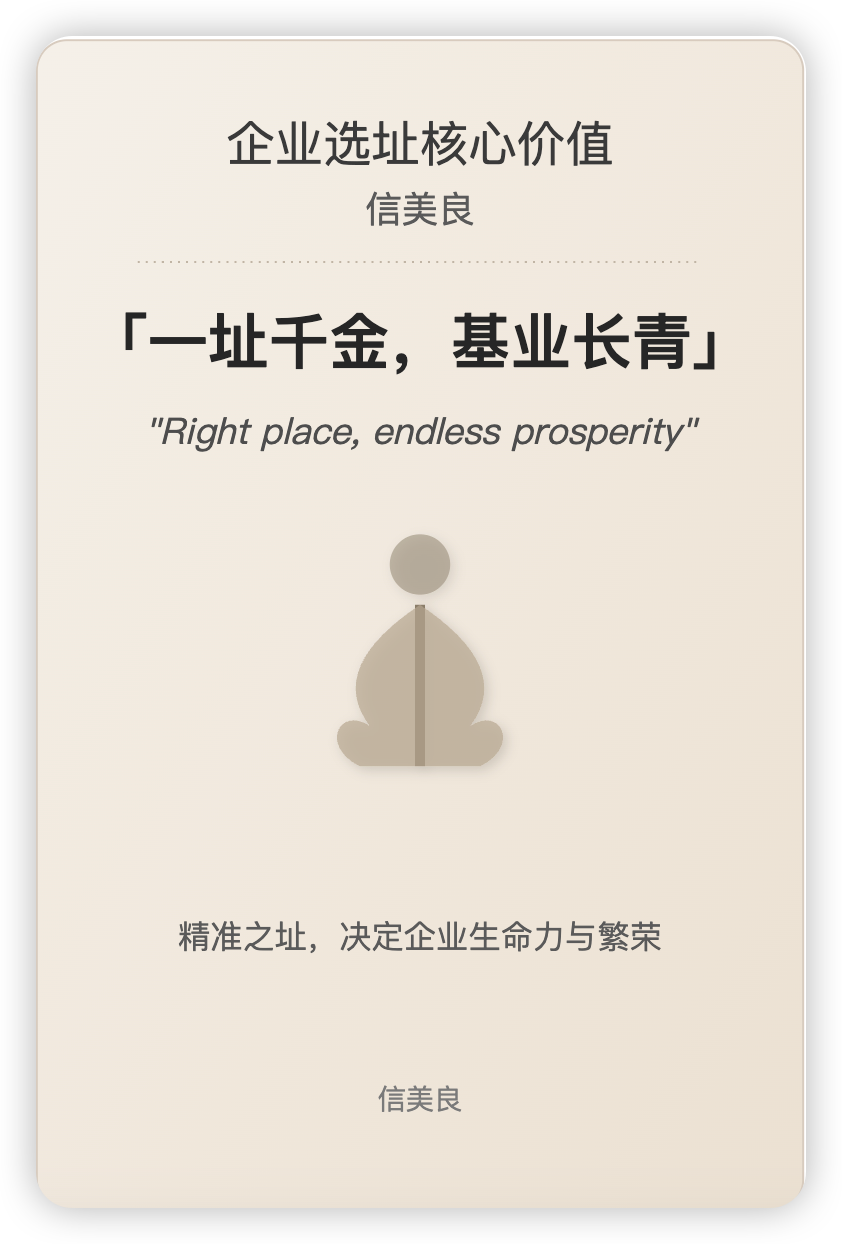 企业选址核心价值
信美良
「一址千金，基业长青」
"Right place, endless prosperity"
精准之址，决定企业生命力与繁荣
信美良